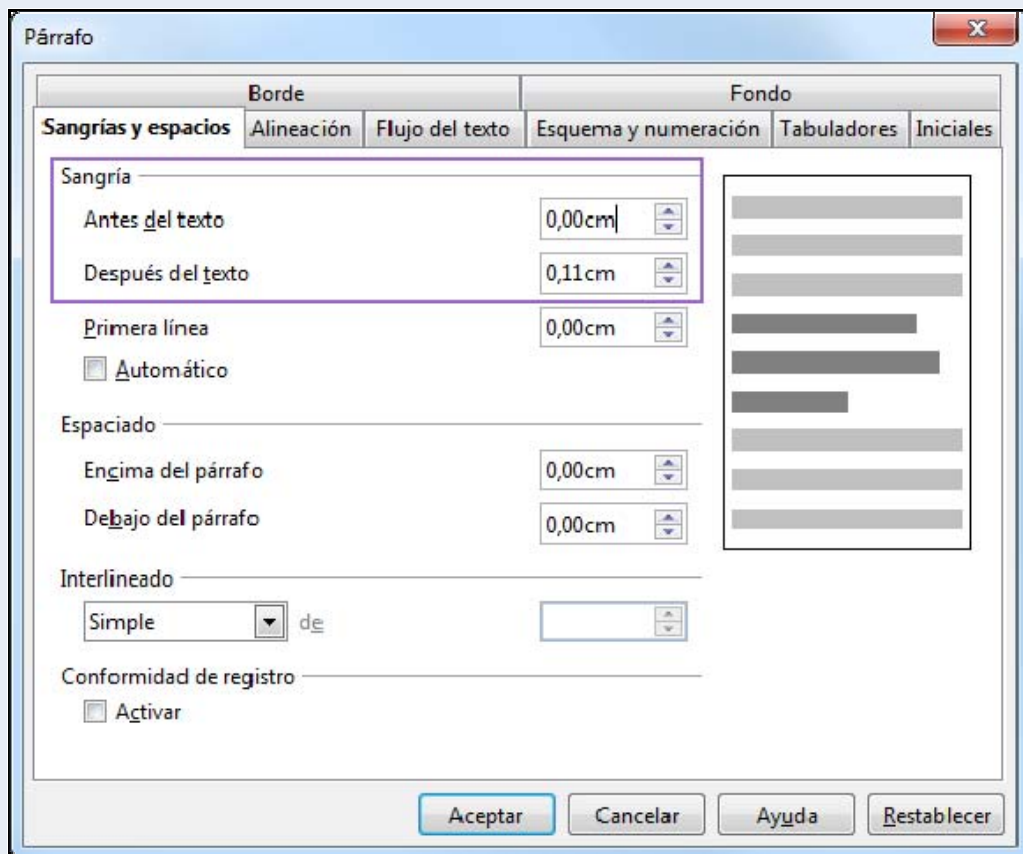 Párrafo
Borde Fondo
Sangrías y espacios Alineación Flujo del texto Esquema y numeración Tabuladores Iniciales
Sangría
Antes del texto 0,00cm
Después del texto 0,11cm
Primera línea 0,00cm
Automático
Espaciado
Encima del párrafo 0,00cm
Debajo del párrafo 0,00cm
Interlineado
Simple de
Conformidad de registro
Activar
Aceptar Cancelar Ayuda Restablecer